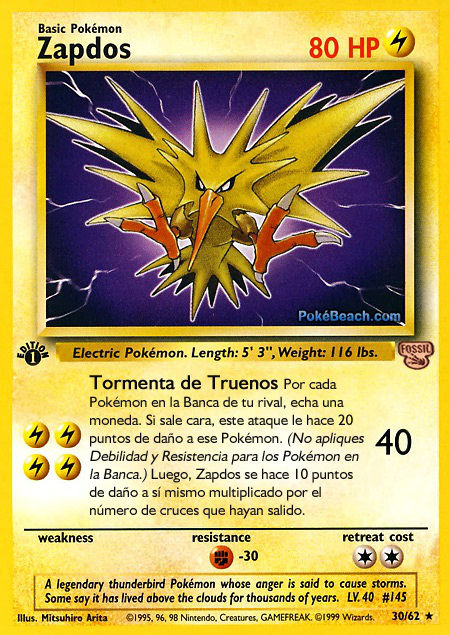 Basic Pokémon
Zapdos
80 HP
PokéBeach.com
EDITION
1
Electric Pokémon. Length: 5' 3", Weight: 116 lbs.
FOSSIL
Tormenta de Truenos Por cada
Pokémon en la Banca de tu rival, echa una
moneda. Si sale cara, este ataque le hace 20
puntos de daño a ese Pokémon. (No apliques
Debilidad y Resistencia para los Pokémon en
la Banca.) Luego, Zapdos se hace 10 puntos
de daño a sí mismo multiplicado por el
número de cruces que hayan salido.
40
weakness
resistance
retreat cost
-30
A legendary thunderbird Pokémon whose anger is said to cause storms.
Some say it has lived above the clouds for thousands of years. LV. 40 #145
Illus. Mitsuhiro Arita
©1995, 96, 98 Nintendo, Creatures, GAMEFREAK. ©1999 Wizards.
30/62 ★